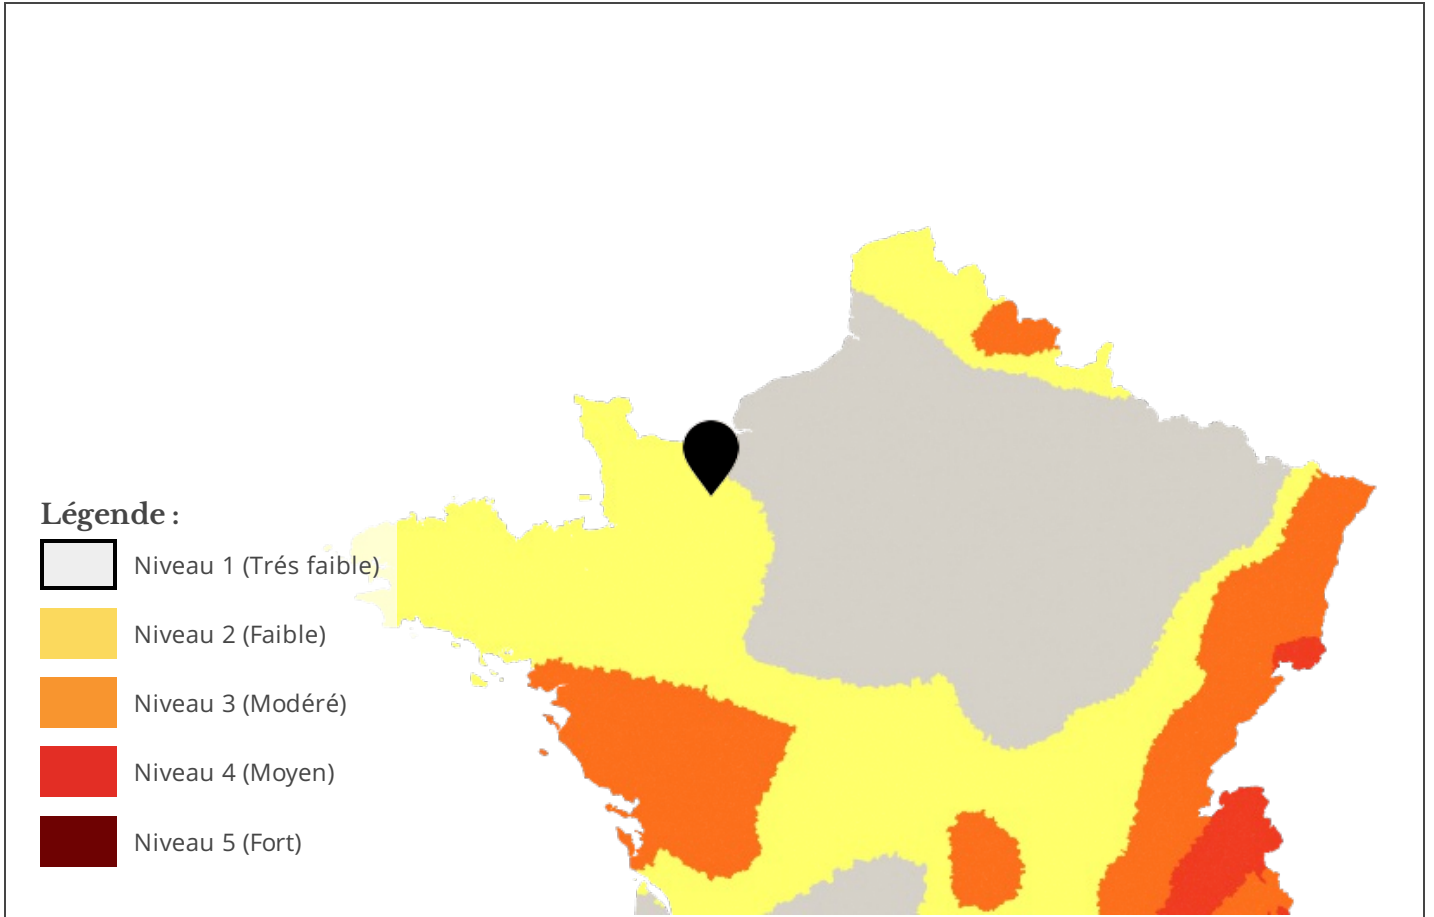 Légende :
Niveau 1 (Trés faible)
Niveau 2 (Faible)
Niveau 3 (Modéré)
Niveau 4 (Moyen)
Niveau 5 (Fort)